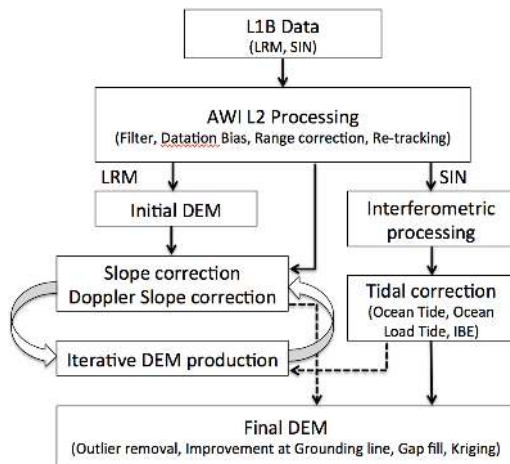 L1B Data
(LRM, SIN)
AWI L2 Processing
(Filter, Datation Bias, Range correction, Re-tracking)
LRM
SIN
Initial DEM
Interferometric
processing
Slope correction
Doppler Slope correction
Tidal correction
(Ocean Tide, Ocean
Load Tide, IBE)
Iterative DEM production
Final DEM
(Outlier removal, Improvement at Grounding line, Gap fill, Kriging)